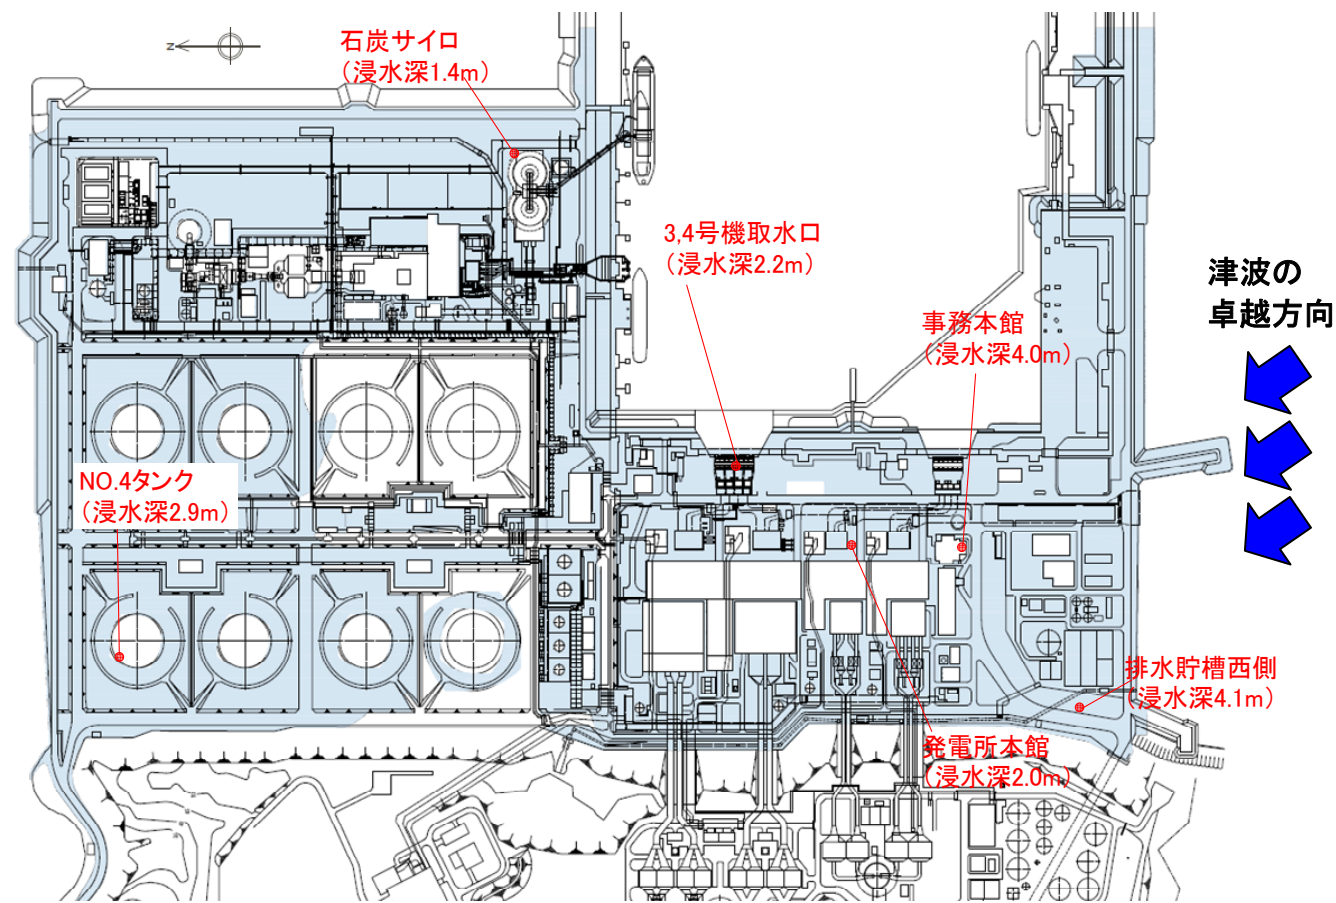 石炭サイロ
（浸水深1.4m）
Z
3,4号機取水口
（浸水深2.2m）
津波の
卓越方向
事務本館
（浸水深4.0m）
NO.4タンク
（浸水深2.9m）
排水貯槽西側
（浸水深4.1m）
発電所本館
（浸水深2.0m）